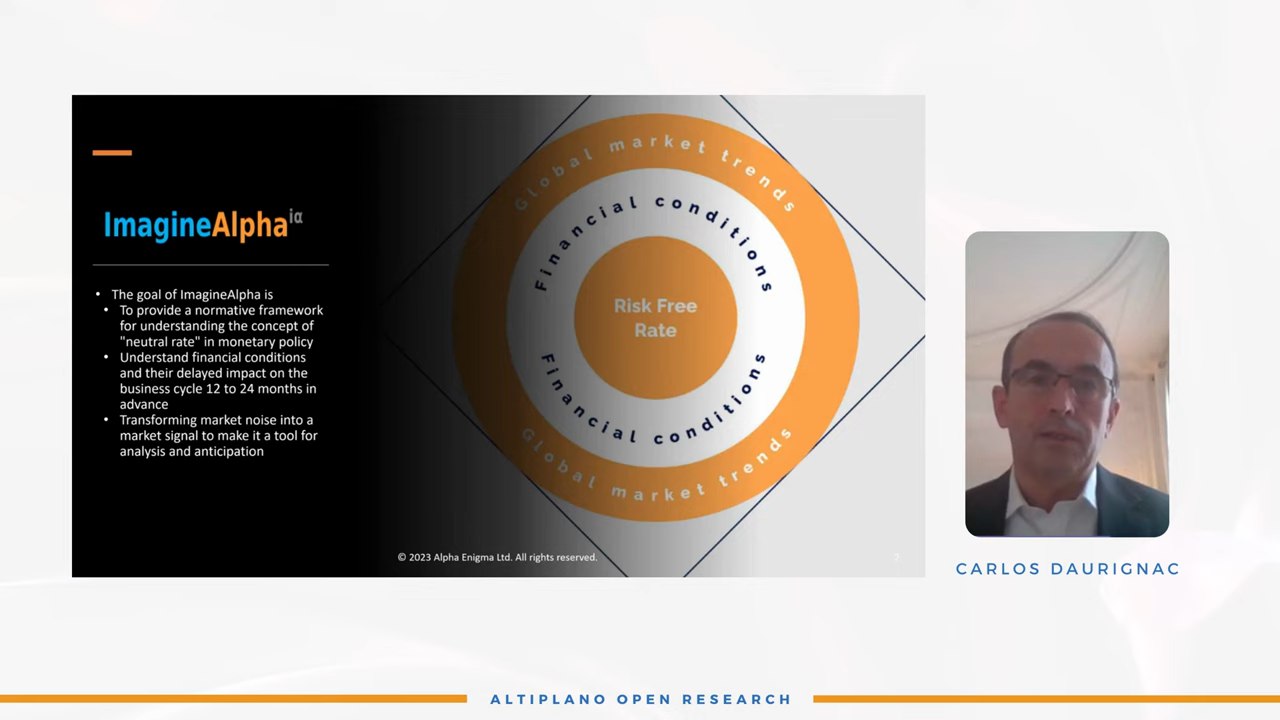 ImagineAlpha iα
• The goal of ImagineAlpha is
• To provide a normative framework
for understanding the concept of
"neutral rate" in monetary policy
• Understand financial conditions
and their delayed impact on the
business cycle 12 to 24 months in
advance
• Transforming market noise into a
market signal to make it a tool for
analysis and anticipation
Global market trends
Financial conditions
Risk Free
Rate
Financial conditions
Global market trends
© 2023 Alpha Enigma Ltd. All rights reserved.
CARLOS DAURIGNAC
ALTIPLANO OPEN RESEARCH